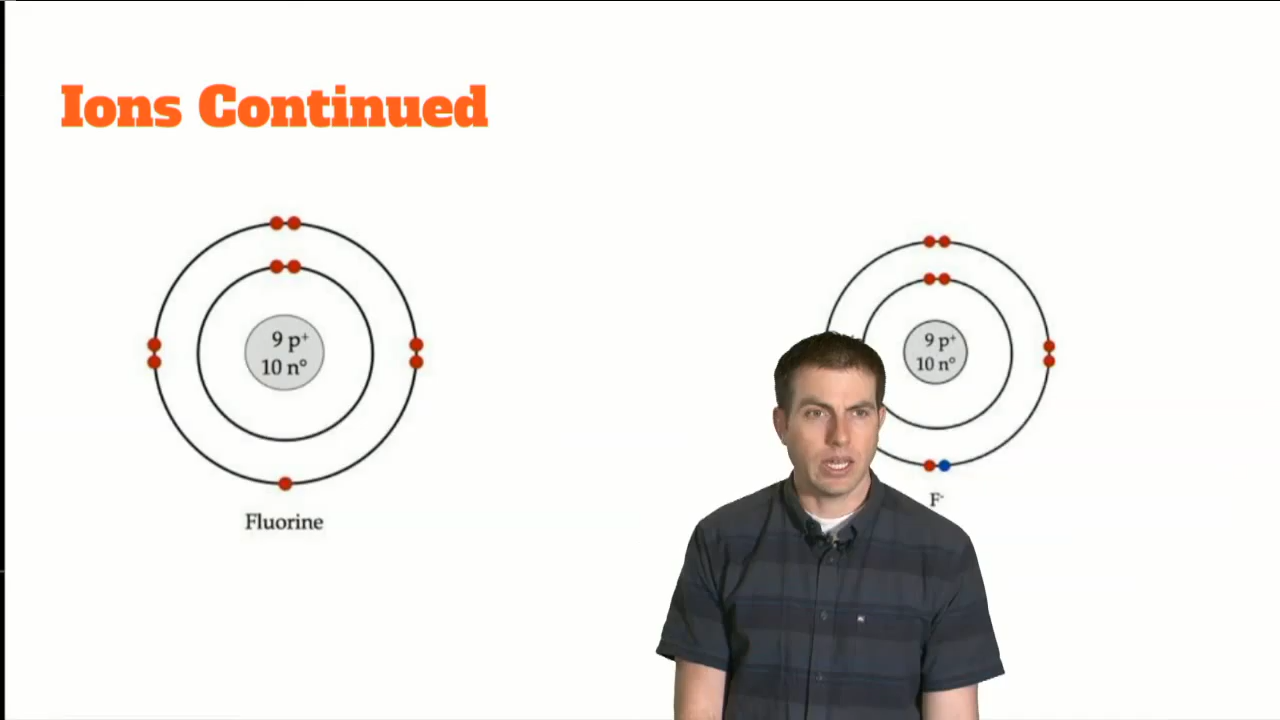 Ions Continued
9 p⁺
10 n°
Fluorine
9 p⁺
10 n°
F⁻